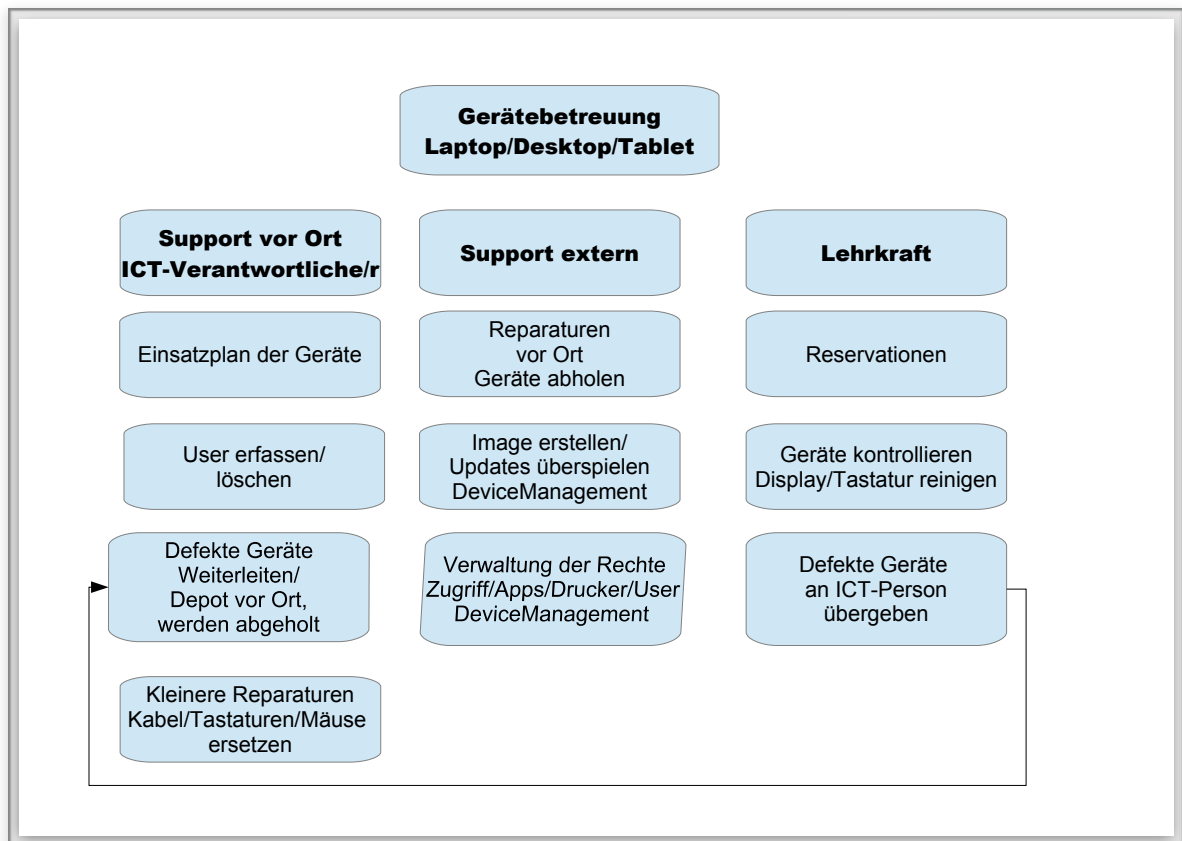 Gerätebetreuung
Laptop/Desktop/Tablet
Support vor Ort
ICT-Verantwortliche/r
Support extern
Lehrkraft
Einsatzplan der Geräte
Reparaturen
vor Ort
Geräte abholen
Reservationen
User erfassen/
löschen
Image erstellen/
Updates überspielen
DeviceManagement
Geräte kontrollieren
Display/Tastatur reinigen
Defekte Geräte
Weiterleiten/
Depot vor Ort,
werden abgeholt
Verwaltung der Rechte
Zugriff/Apps/Drucker/User
DeviceManagement
Defekte Geräte
an ICT-Person
übergeben
Kleinere Reparaturen
Kabel/Tastaturen/Mäuse
ersetzen